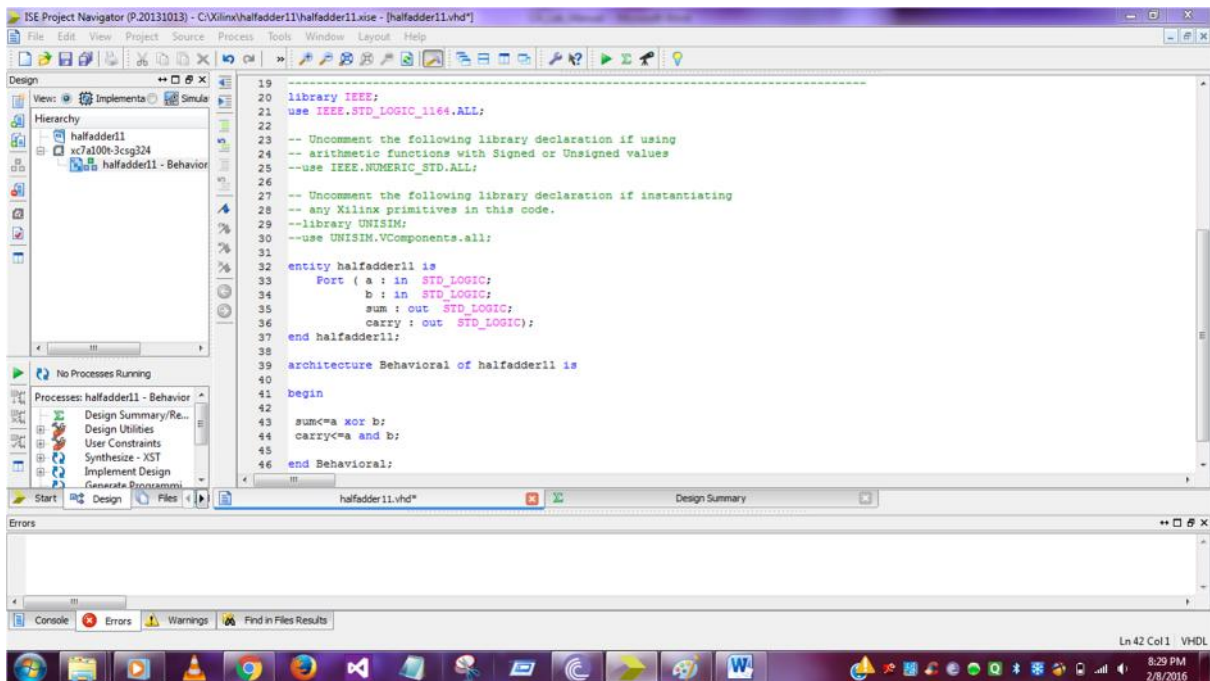 ISE Project Navigator (P.20131013) - C:\Xilinx\halfadder11\halfadder11.xise - [halfadder11.vhd*]
File Edit View Project Source Process Tools Window Layout Help
Design
View: Implementa Simula
Hierarchy
halfadder11
xc7a100t-3csg324
halfadder11 - Behavior
No Processes Running
Processes: halfadder11 - Behavior
Design Summary/Re...
Design Utilities
User Constraints
Synthesize - XST
Implement Design
Generate Programmi
Start Design Files
19 --------------------------------------------------------------------------------
20 library IEEE;
21 use IEEE.STD_LOGIC_1164.ALL;
22
23 -- Uncomment the following library declaration if using
24 -- arithmetic functions with Signed or Unsigned values
25 --use IEEE.NUMERIC_STD.ALL;
26
27 -- Uncomment the following library declaration if instantiating
28 -- any Xilinx primitives in this code.
29 --library UNISIM;
30 --use UNISIM.VComponents.all;
31
32 entity halfadder11 is
33 Port ( a : in STD_LOGIC;
34 b : in STD_LOGIC;
35 sum : out STD_LOGIC;
36 carry : out STD_LOGIC);
37 end halfadder11;
38
39 architecture Behavioral of halfadder11 is
40
41 begin
42
43 sum<=a xor b;
44 carry<=a and b;
45
46 end Behavioral;
halfadder11.vhd* Design Summary
Errors
Console Errors Warnings Find in Files Results
Ln 42 Col 1 VHDL
8:29 PM
2/8/2016